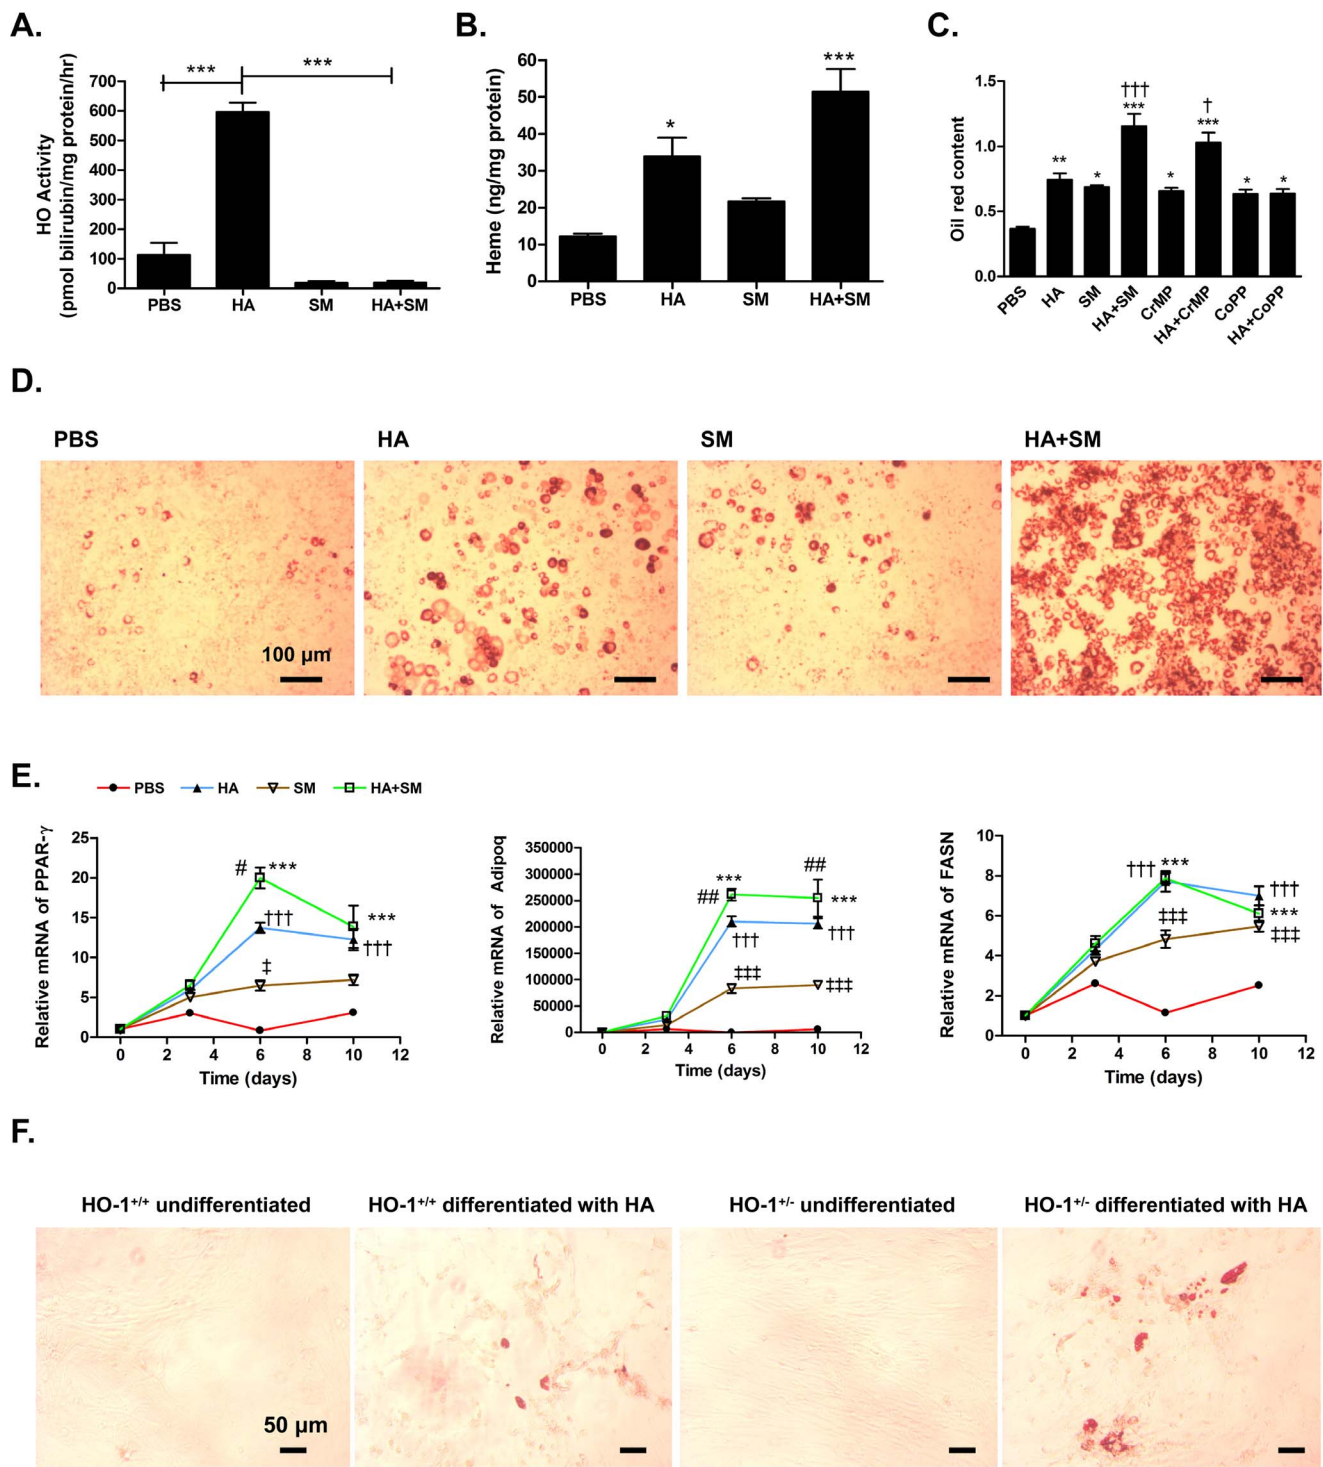 A.
HO Activity
(pmol bilirubin/mg protein/hr)
700
600
500
400
300
200
100
0
***
***
PBS HA SM HA+SM
B.
Heme (ng/mg protein)
60
50
40
30
20
10
0
*
***
PBS HA SM HA+SM
C.
Oil red content
1.5
1.0
0.5
0.0
**
*
†††
***
*
†
***
*
*
PBS
HA
SM
HA+SM
CrMP
HA+CrMP
CoPP
HA+CoPP
D.
PBS HA SM HA+SM
100 µm
E.
PBS HA SM HA+SM
Relative mRNA of PPAR-γ
25
20
15
10
5
0
# ***
†††
‡
***
†††
0 2 4 6 8 10 12
Time (days)
Relative mRNA of Adipoq
350000
300000
250000
200000
150000
100000
50000
0
***
##
†††
‡‡‡
##
***
†††
‡‡‡
0 2 4 6 8 10 12
Time (days)
Relative mRNA of FASN
10
8
6
4
2
0
††† ***
‡‡‡
†††
***
‡‡‡
0 2 4 6 8 10 12
Time (days)
F.
HO-1+/+ undifferentiated
HO-1+/+ differentiated with HA
HO-1+/- undifferentiated
HO-1+/- differentiated with HA
50 µm